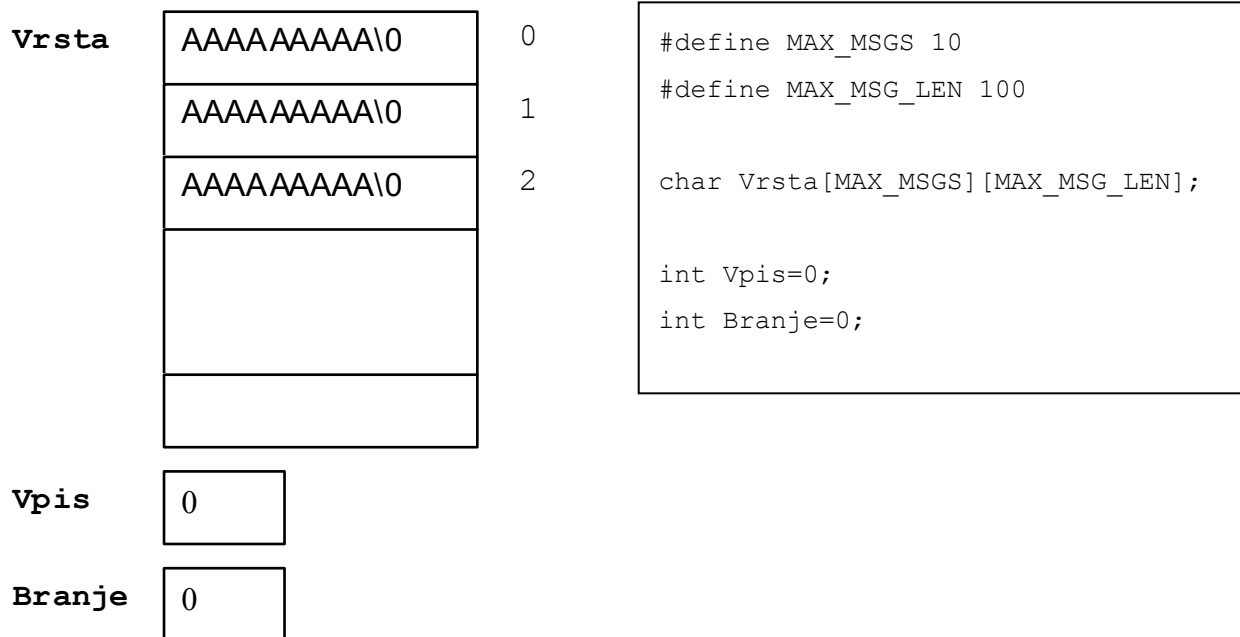 Vrsta
AAAAAAAAA\0 0
AAAAAAAAA\0 1
AAAAAAAAA\0 2
Vpis 0
Branje 0
#define MAX_MSGS 10
#define MAX_MSG_LEN 100
char Vrsta[MAX_MSGS][MAX_MSG_LEN];
int Vpis=0;
int Branje=0;